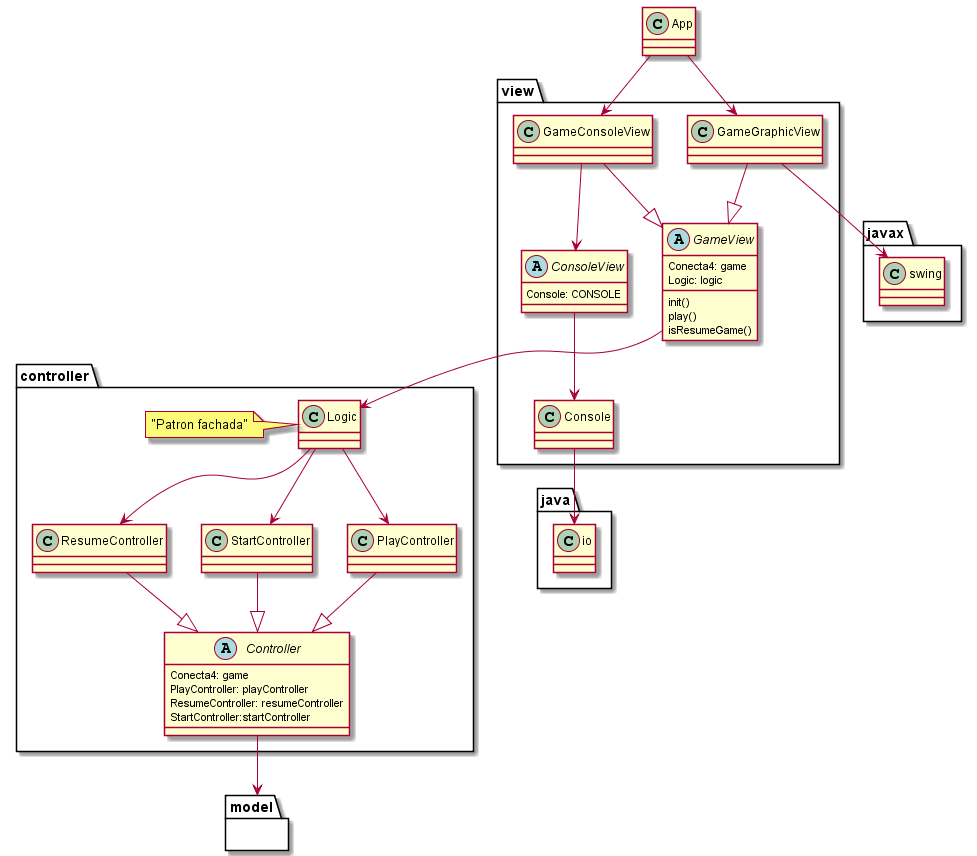 C App
view
C GameConsoleView
C GameGraphicView
A GameView
Conecta4: game
Logic: logic
init()
play()
isResumeGame()
javax
C swing
A ConsoleView
Console: CONSOLE
controller
C Logic
"Patron fachada"
C Console
java
C io
C ResumeController
C StartController
C PlayController
A Controller
Conecta4: game
PlayController: playController
ResumeController: resumeController
StartController:startController
model